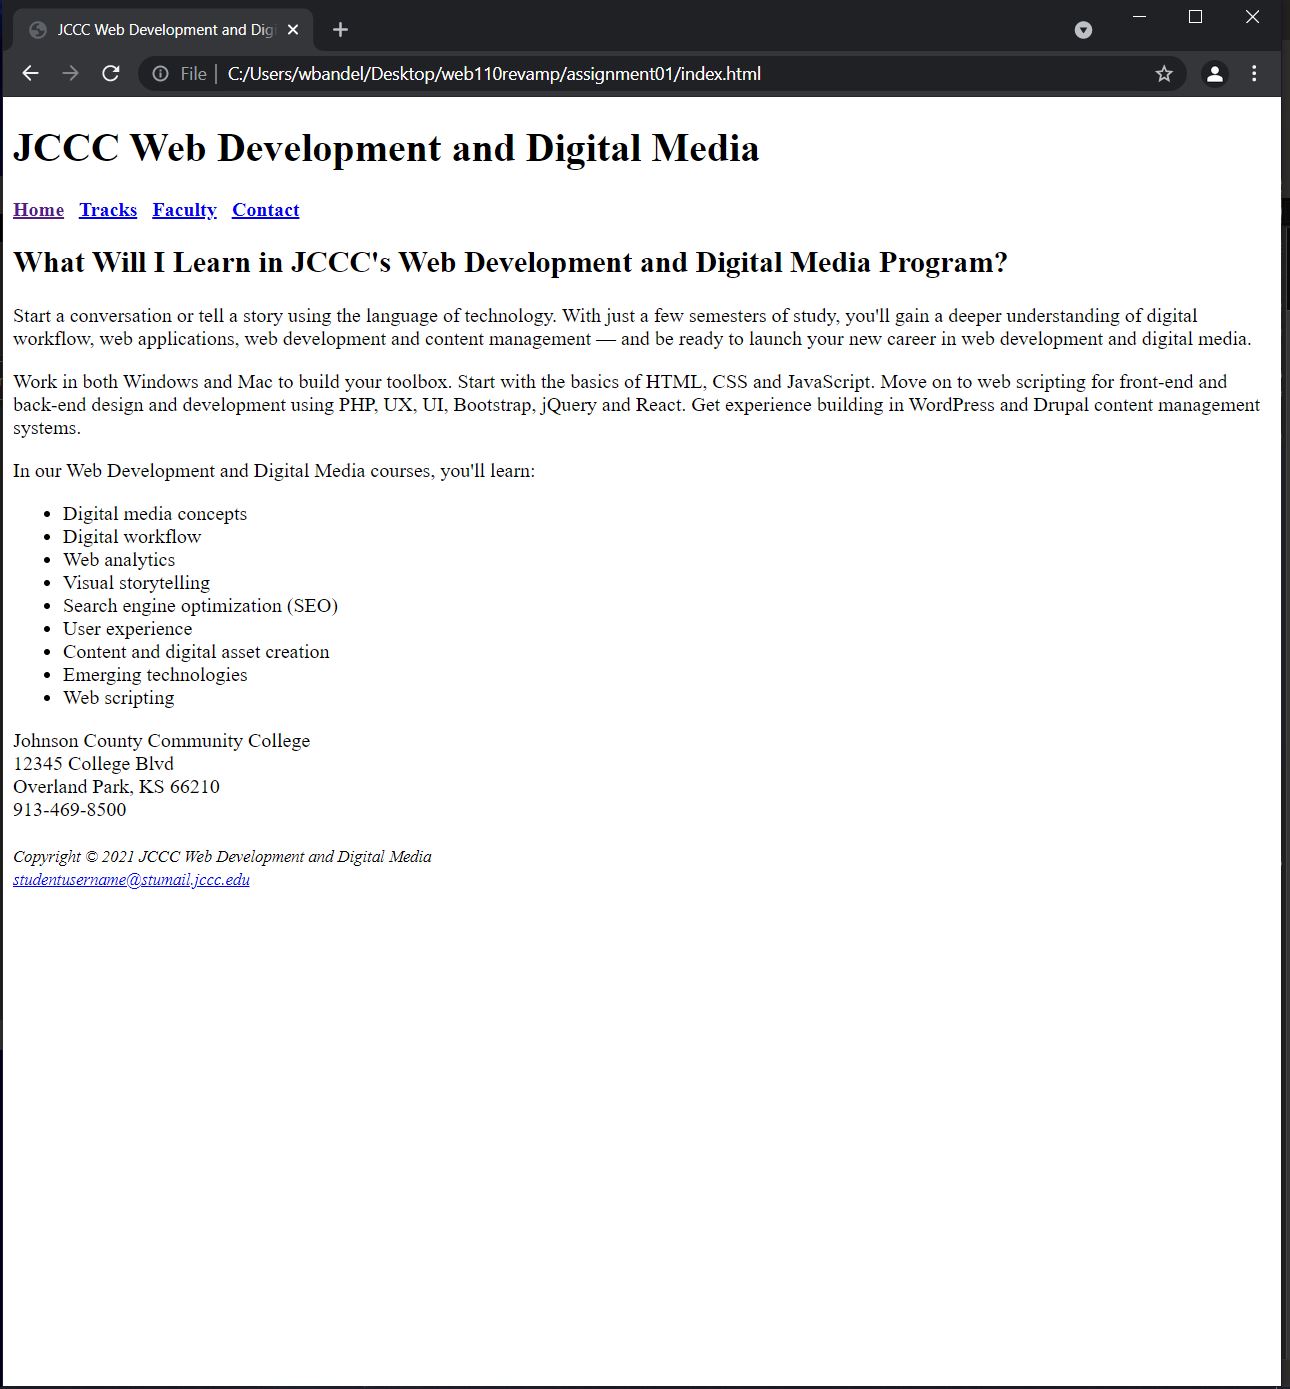 JCCC Web Development and Digi
File | C:/Users/wbandel/Desktop/web110revamp/assignment01/index.html
JCCC Web Development and Digital Media
Home Tracks Faculty Contact
What Will I Learn in JCCC's Web Development and Digital Media Program?
Start a conversation or tell a story using the language of technology. With just a few semesters of study, you'll gain a deeper understanding of digital
workflow, web applications, web development and content management — and be ready to launch your new career in web development and digital media.
Work in both Windows and Mac to build your toolbox. Start with the basics of HTML, CSS and JavaScript. Move on to web scripting for front-end and
back-end design and development using PHP, UX, UI, Bootstrap, jQuery and React. Get experience building in WordPress and Drupal content management
systems.
In our Web Development and Digital Media courses, you'll learn:
• Digital media concepts
• Digital workflow
• Web analytics
• Visual storytelling
• Search engine optimization (SEO)
• User experience
• Content and digital asset creation
• Emerging technologies
• Web scripting
Johnson County Community College
12345 College Blvd
Overland Park, KS 66210
913-469-8500
Copyright © 2021 JCCC Web Development and Digital Media
studentusername@stumail.jccc.edu